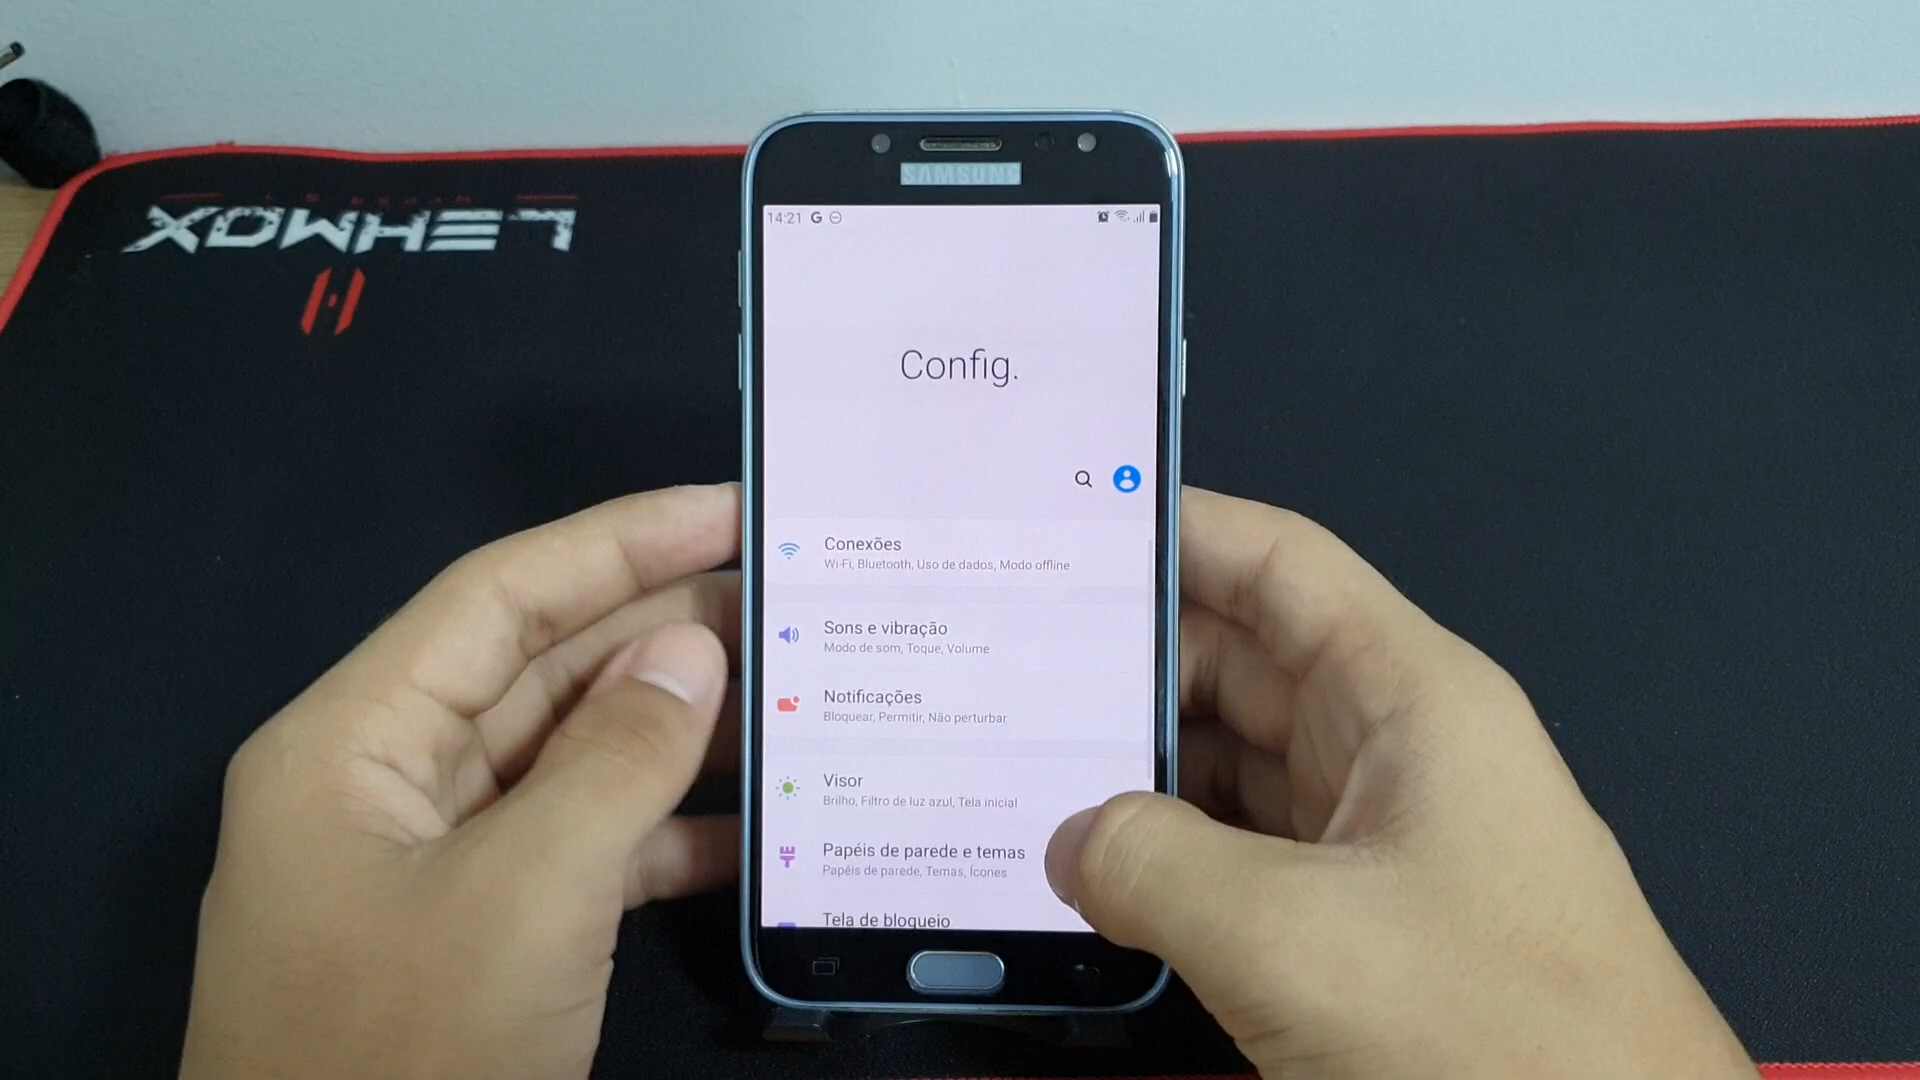 LEHMOX
SAMSUNG
14:21
Config.
Conexões
Wi-Fi, Bluetooth, Uso de dados, Modo offline
Sons e vibração
Modo de som, Toque, Volume
Notificações
Bloquear, Permitir, Não perturbar
Visor
Brilho, Filtro de luz azul, Tela inicial
Papéis de parede e temas
Papéis de parede, Temas, Ícones
Tela de bloqueio